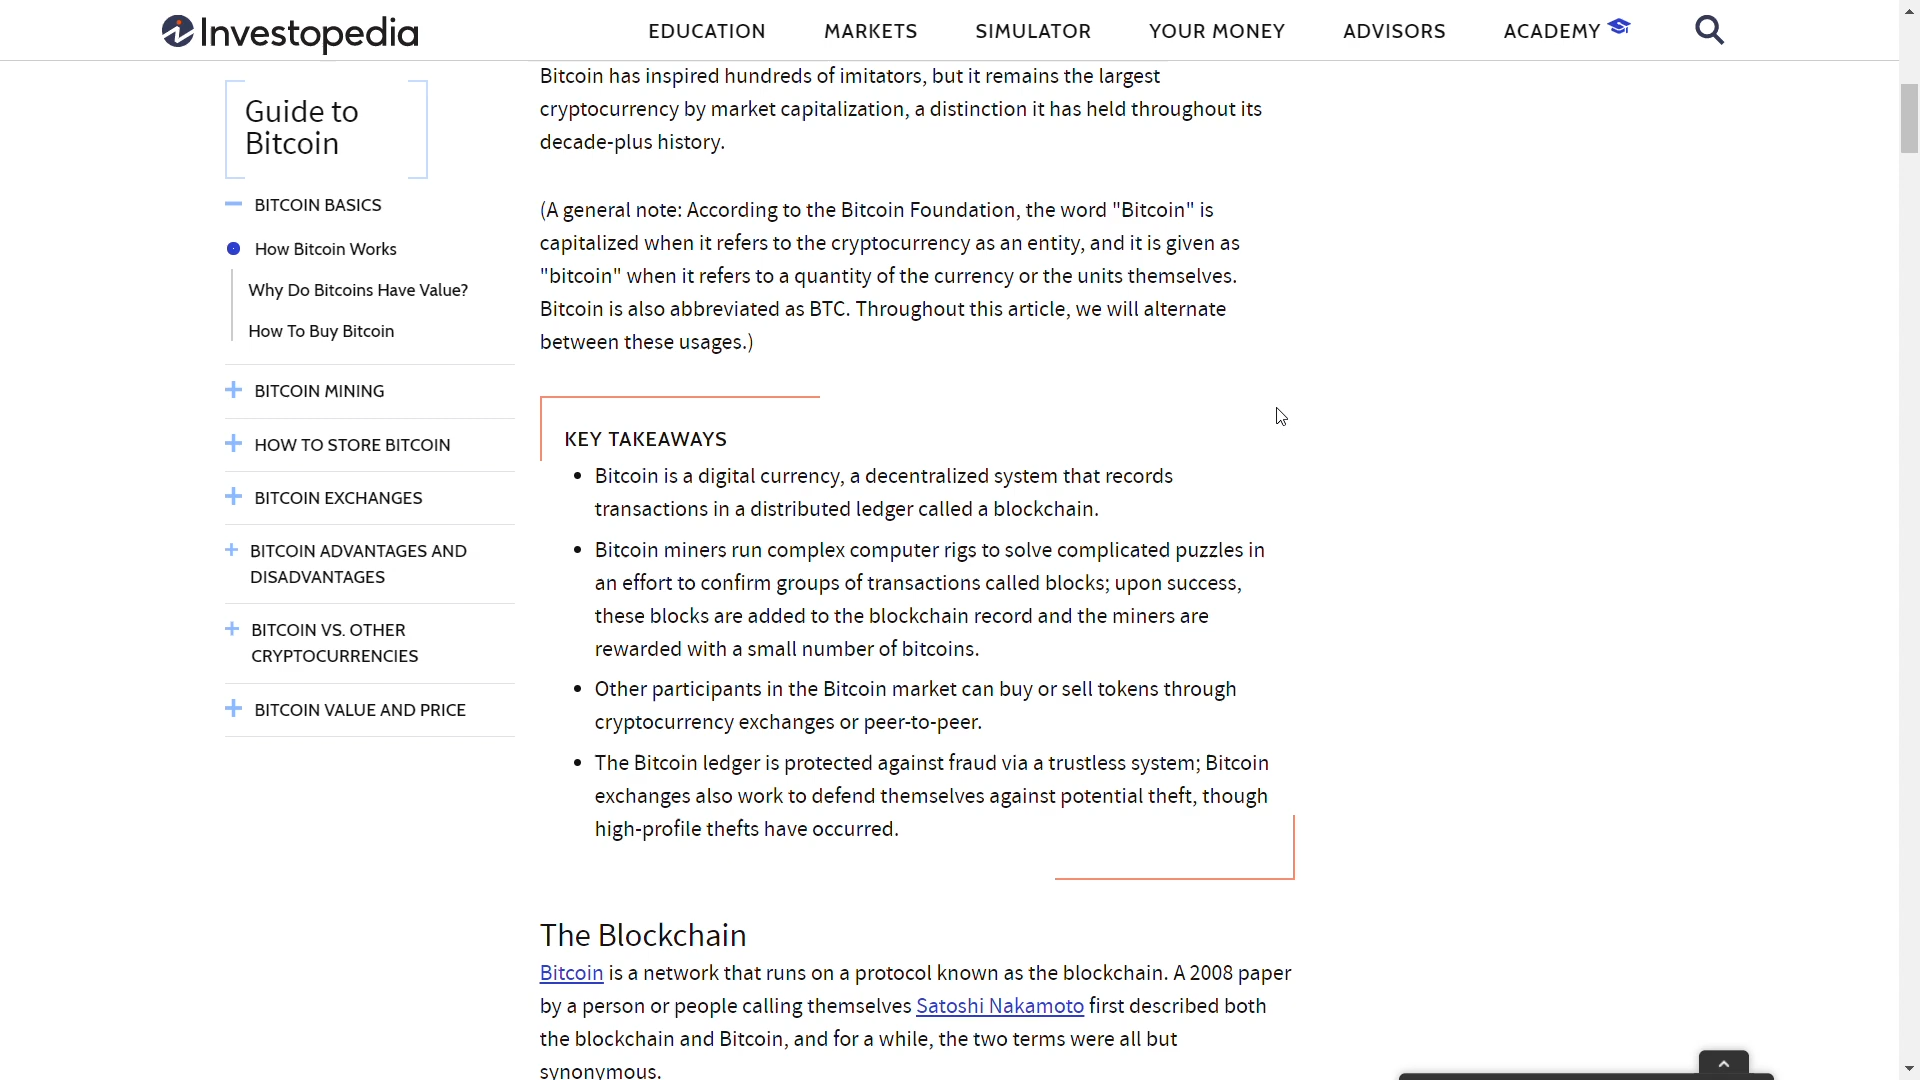 Investopedia
EDUCATION MARKETS SIMULATOR YOUR MONEY ADVISORS ACADEMY
Guide to
Bitcoin
BITCOIN BASICS
How Bitcoin Works
Why Do Bitcoins Have Value?
How To Buy Bitcoin
BITCOIN MINING
HOW TO STORE BITCOIN
BITCOIN EXCHANGES
BITCOIN ADVANTAGES AND
DISADVANTAGES
BITCOIN VS. OTHER
CRYPTOCURRENCIES
BITCOIN VALUE AND PRICE
Bitcoin has inspired hundreds of imitators, but it remains the largest
cryptocurrency by market capitalization, a distinction it has held throughout its
decade-plus history.
(A general note: According to the Bitcoin Foundation, the word "Bitcoin" is
capitalized when it refers to the cryptocurrency as an entity, and it is given as
"bitcoin" when it refers to a quantity of the currency or the units themselves.
Bitcoin is also abbreviated as BTC. Throughout this article, we will alternate
between these usages.)
KEY TAKEAWAYS
• Bitcoin is a digital currency, a decentralized system that records
transactions in a distributed ledger called a blockchain.
• Bitcoin miners run complex computer rigs to solve complicated puzzles in
an effort to confirm groups of transactions called blocks; upon success,
these blocks are added to the blockchain record and the miners are
rewarded with a small number of bitcoins.
• Other participants in the Bitcoin market can buy or sell tokens through
cryptocurrency exchanges or peer-to-peer.
• The Bitcoin ledger is protected against fraud via a trustless system; Bitcoin
exchanges also work to defend themselves against potential theft, though
high-profile thefts have occurred.
The Blockchain
Bitcoin is a network that runs on a protocol known as the blockchain. A 2008 paper
by a person or people calling themselves Satoshi Nakamoto first described both
the blockchain and Bitcoin, and for a while, the two terms were all but
synonymous.